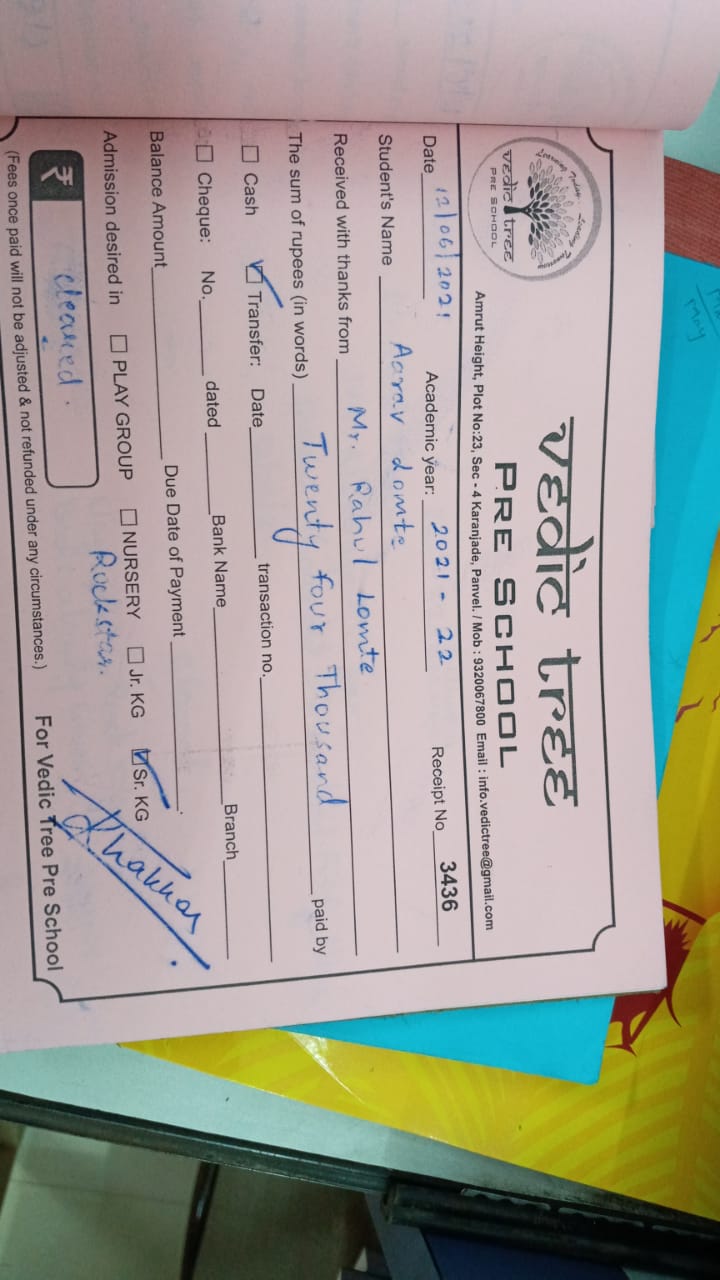 Learning Today Leading Tomorrow
vedic tree
PRE SCHOOL
vedic tree
PRE SCHOOL
Amrut Height, Plot No:23, Sec - 4 Karanjade, Panvel. / Mob : 9320067800 Email : info.vedictree@gmail.com
Date 12/06/2021 Academic year: 2021-22 Receipt No 3436
Student's Name Aarav Lomte
Received with thanks from Mr. Rahul Lomte
The sum of rupees (in words) Twenty four Thousand paid by
Cash Transfer: Date transaction no.
Cheque: No. dated Bank Name Branch
Balance Amount Due Date of Payment
Admission desired in PLAY GROUP NURSERY Jr. KG Sr. KG
Rockstar.
₹ cleared.
For Vedic Tree Pre School
(Fees once paid will not be adjusted & not refunded under any circumstances.)
may